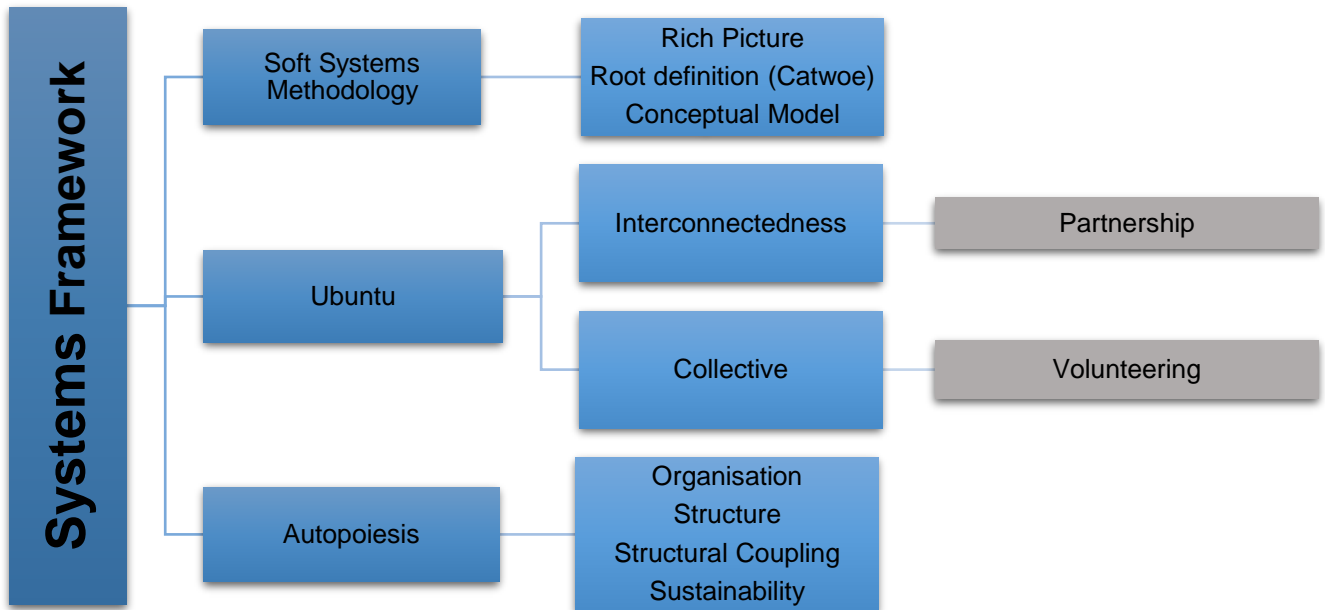 Systems Framework
Soft Systems
Methodology
Rich Picture
Root definition (Catwoe)
Conceptual Model
Ubuntu
Interconnectedness
Partnership
Collective
Volunteering
Autopoiesis
Organisation
Structure
Structural Coupling
Sustainability